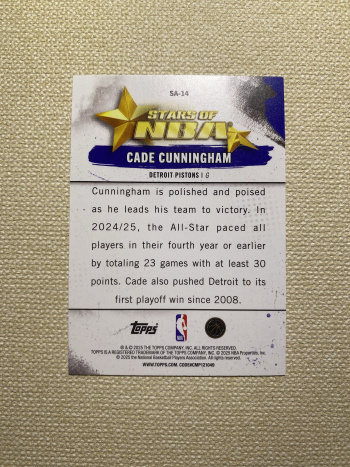 SA-14
STARS OF
NBA
CADE CUNNINGHAM
DETROIT PISTONS | G
Cunningham is polished and poised
as he leads his team to victory. In
2024/25, the All-Star paced all
players in their fourth year or earlier
by totaling 23 games with at least 30
points. Cade also pushed Detroit to its
first playoff win since 2008.
Topps
NBA
® & © 2025 THE TOPPS COMPANY, INC. ALL RIGHTS RESERVED.
TOPPS IS A REGISTERED TRADEMARK OF THE TOPPS COMPANY, INC. © 2025 NBA Properties, Inc.
© 2025 the National Basketball Players Association. All rights reserved.
WWW.TOPPS.COM. CODE#CMP121049